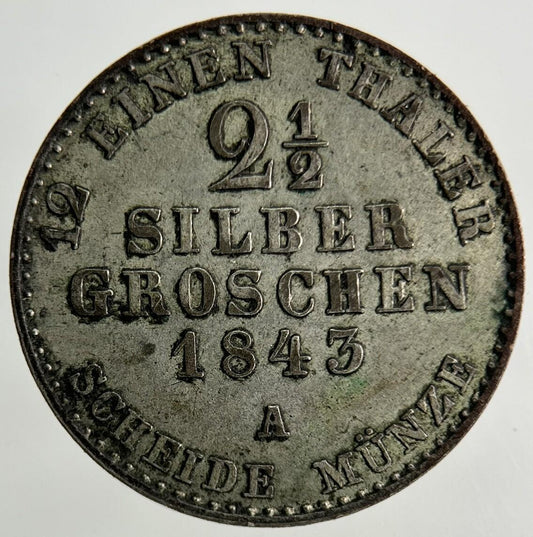 12 EINEN THALER
2 1/2
SILBER
GROSCHEN
1843
A
SCHEIDE MÜNZE